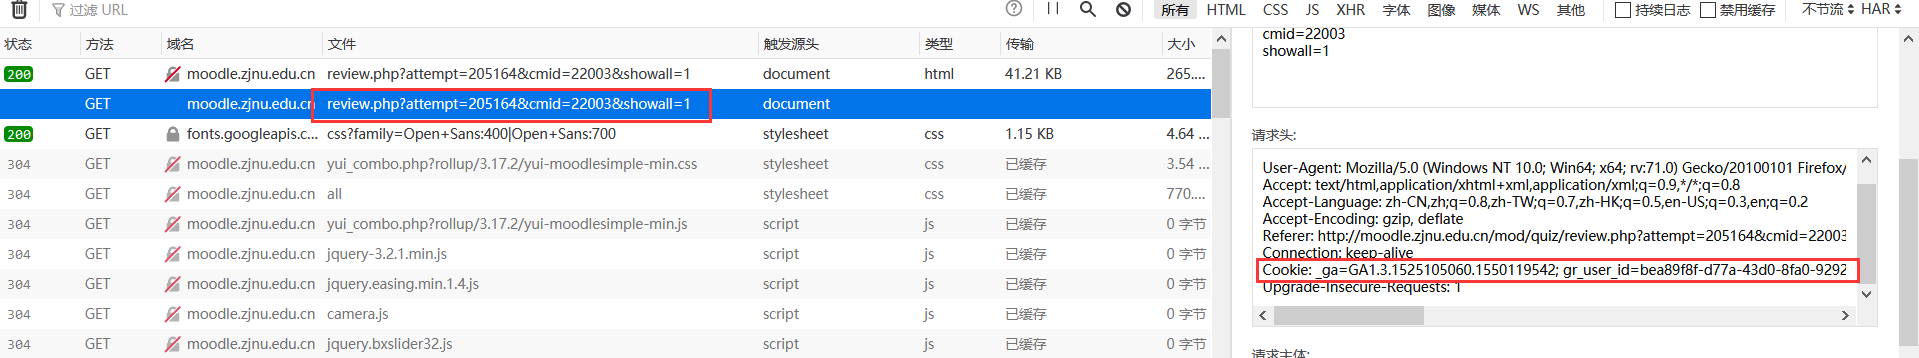 过滤 URL
所有 HTML CSS JS XHR 字体 图像 媒体 WS 其他 持续日志 禁用缓存 不节流 HAR
状态 方法 域名 文件 触发源头 类型 传输 大小
200 GET moodle.zjnu.edu.cn review.php?attempt=205164&cmid=22003&showall=1 document html 41.21 KB 265....
GET moodle.zjnu.edu.cn review.php?attempt=205164&cmid=22003&showall=1 document
200 GET fonts.googleapis.c... css?family=Open+Sans:400|Open+Sans:700 stylesheet css 1.15 KB 4.64 ...
304 GET moodle.zjnu.edu.cn yui_combo.php?rollup/3.17.2/yui-moodlesimple-min.css stylesheet css 已缓存 3.54 ...
304 GET moodle.zjnu.edu.cn all stylesheet css 已缓存 770....
304 GET moodle.zjnu.edu.cn yui_combo.php?rollup/3.17.2/yui-moodlesimple-min.js script js 已缓存 0 字节
304 GET moodle.zjnu.edu.cn jquery-3.2.1.min.js script js 已缓存 0 字节
304 GET moodle.zjnu.edu.cn jquery.easing.min.1.4.js script js 已缓存 0 字节
304 GET moodle.zjnu.edu.cn camera.js script js 已缓存 0 字节
304 GET moodle.zjnu.edu.cn jquery.bxslider32.js script js 已缓存 0 字节
cmid=22003
showall=1
请求头:
User-Agent: Mozilla/5.0 (Windows NT 10.0; Win64; x64; rv:71.0) Gecko/20100101 Firefox/
Accept: text/html,application/xhtml+xml,application/xml;q=0.9,*/*;q=0.8
Accept-Language: zh-CN,zh;q=0.8,zh-TW;q=0.7,zh-HK;q=0.5,en-US;q=0.3,en;q=0.2
Accept-Encoding: gzip, deflate
Referer: http://moodle.zjnu.edu.cn/mod/quiz/review.php?attempt=205164&cmid=22003
Connection: keep-alive
Cookie: _ga=GA1.3.1525105060.1550119542; gr_user_id=bea89f8f-d77a-43d0-8fa0-9292
Upgrade-Insecure-Requests: 1
请求主体: